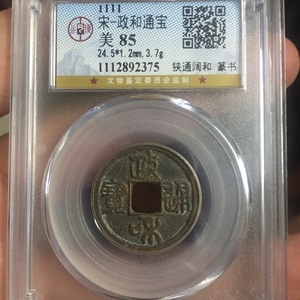 1111
宋-政和通宝
美 85
24.5*1.2mm, 3.7g
1112892375
狭通阔和 篆书
★★★★★★★
文物鉴定委员会监制
政
和
通
寶